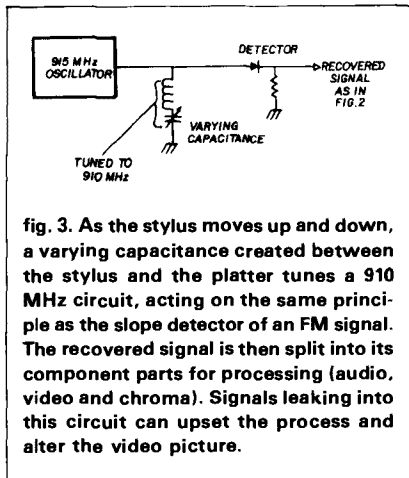 915 MHz
OSCILLATOR
DETECTOR
RECOVERED
SIGNAL
AS IN
FIG.2
VARYING
CAPACITANCE
TUNED TO
910 MHz
fig. 3. As the stylus moves up and down,
a varying capacitance created between
the stylus and the platter tunes a 910
MHz circuit, acting on the same princi-
ple as the slope detector of an FM signal.
The recovered signal is then split into its
component parts for processing (audio,
video and chroma). Signals leaking into
this circuit can upset the process and
alter the video picture.